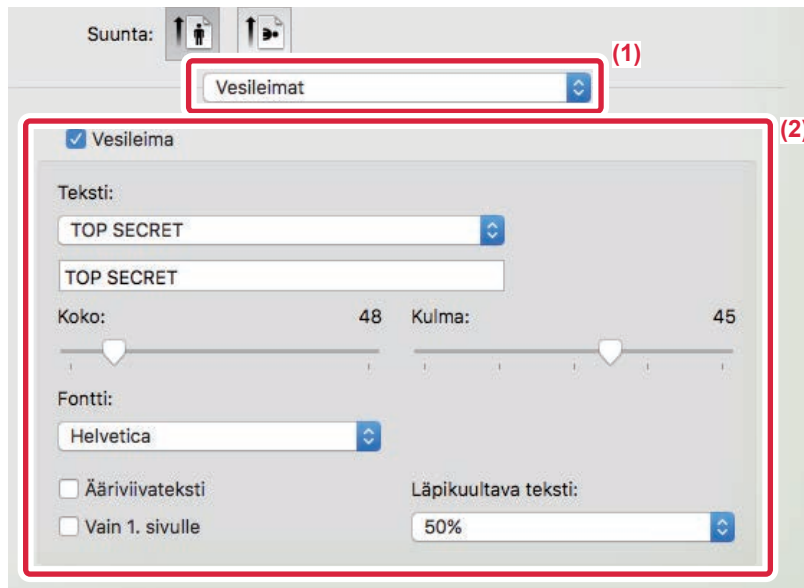 Suunta:
(1)
Vesileimat
(2)
Vesileima
Teksti:
TOP SECRET
TOP SECRET
Koko: 48 Kulma: 45
Fontti:
Helvetica
Ääriviivateksti Läpikuultava teksti:
Vain 1. sivulle 50%